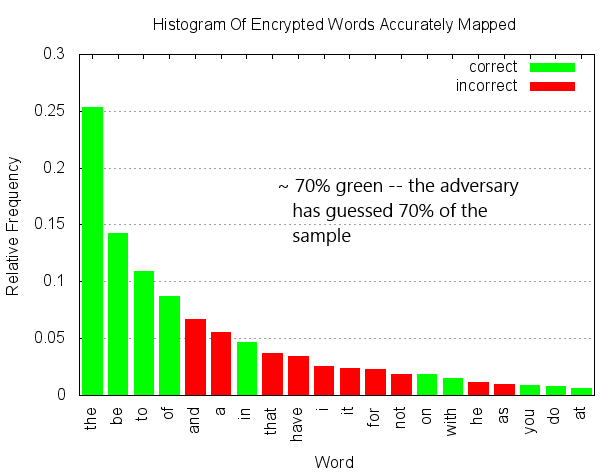 Histogram Of Encrypted Words Accurately Mapped
0.3
0.25
0.2
0.15
0.1
0.05
0
Relative Frequency
correct
incorrect
~ 70% green -- the adversary
has guessed 70% of the
sample
the
be
to
of
and
a
in
that
have
i
it
for
not
on
with
he
as
you
do
at
Word